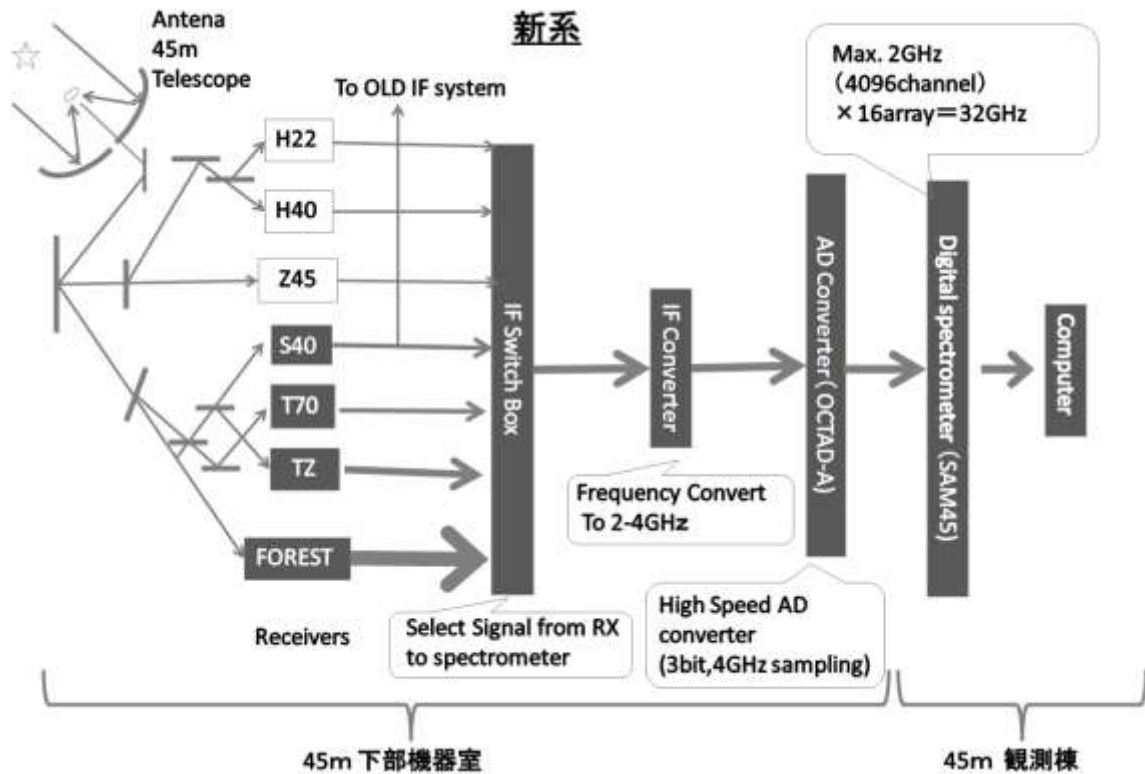 新系
Antena
45m
Telescope
To OLD IF system
Max. 2GHz
（4096channel）
×16array＝32GHz
H22
H40
Z45
S40
T70
TZ
FOREST
Receivers
IF Switch Box
Select Signal from RX
to spectrometer
IF Converter
Frequency Convert
To 2-4GHz
AD Converter（OCTAD-A)
High Speed AD
converter
(3bit,4GHz sampling)
Digital spectrometer（SAM45)
Computer
45m 下部機器室
45m 観測棟